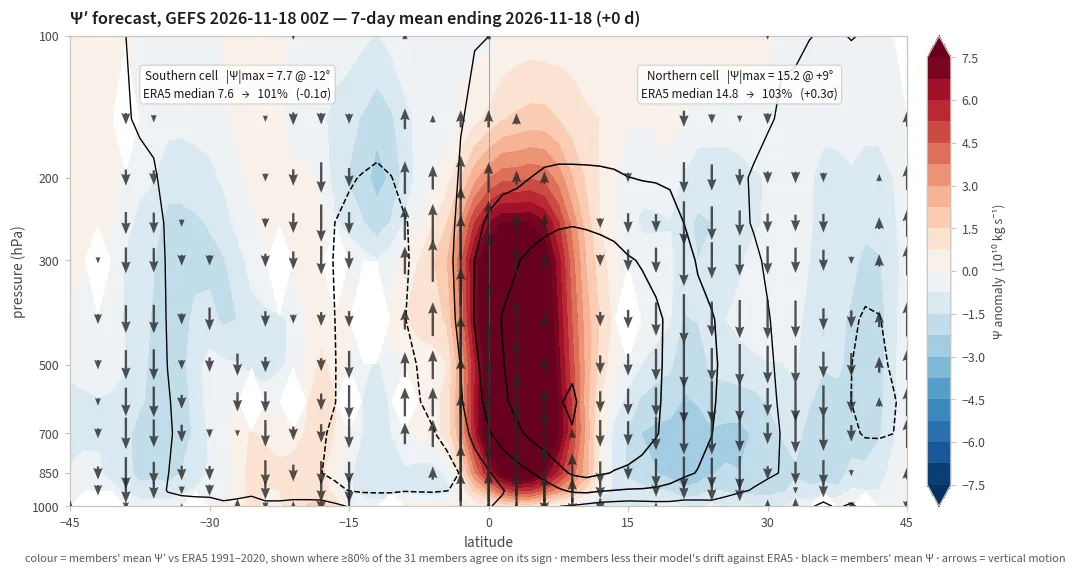 Ψ′ forecast, GEFS 2026-11-18 00Z — 7-day mean ending 2026-11-18 (+0 d)
Southern cell |Ψ|max = 7.7 @ -12°
ERA5 median 7.6 → 101% (-0.1σ)
Northern cell |Ψ|max = 15.2 @ +9°
ERA5 median 14.8 → 103% (+0.3σ)
pressure (hPa)
100
200
300
400
500
700
850
1000
−45
−30
−15
0
15
30
45
latitude
7.5
6.0
4.5
3.0
1.5
0.0
−1.5
−3.0
−4.5
−6.0
−7.5
Ψ anomaly (10¹⁰ kg s⁻¹)
colour = members' mean Ψ′ vs ERA5 1991–2020, shown where ≥80% of the 31 members agree on its sign · members less their model's drift against ERA5 · black = members' mean Ψ · arrows = vertical motion